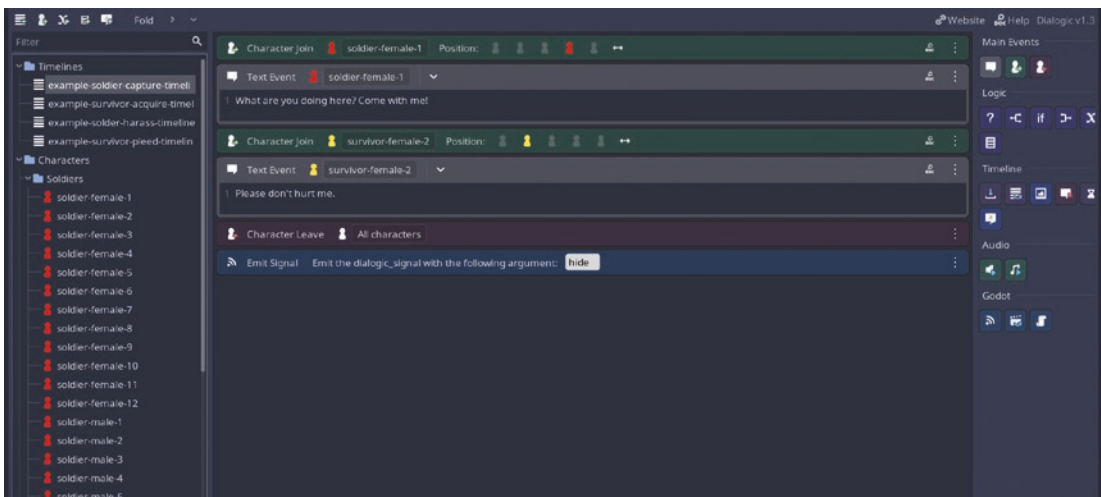 Fold
Website Help Dialogic v1.3
Filter
Timelines
example-soldier-capture-timeli
example-survivor-acquire-timel
example-solder-harass-timeline
example-survivor-pleed-timelin
Characters
Soldiers
soldier-female-1
soldier-female-2
soldier-female-3
soldier-female-4
soldier-female-5
soldier-female-6
soldier-female-7
soldier-female-8
soldier-female-9
soldier-female-10
soldier-female-11
soldier-female-12
soldier-male-1
soldier-male-2
soldier-male-3
soldier-male-4
soldier-male-5
Character Join soldier-female-1 Position:
Text Event soldier-female-1
1 What are you doing here? Come with me!
Character Join survivor-female-2 Position:
Text Event survivor-female-2
1 Please don't hurt me.
Character Leave All characters
Emit Signal Emit the dialogic_signal with the following argument: hide
Main Events
Logic
? if
Timeline
Audio
Godot